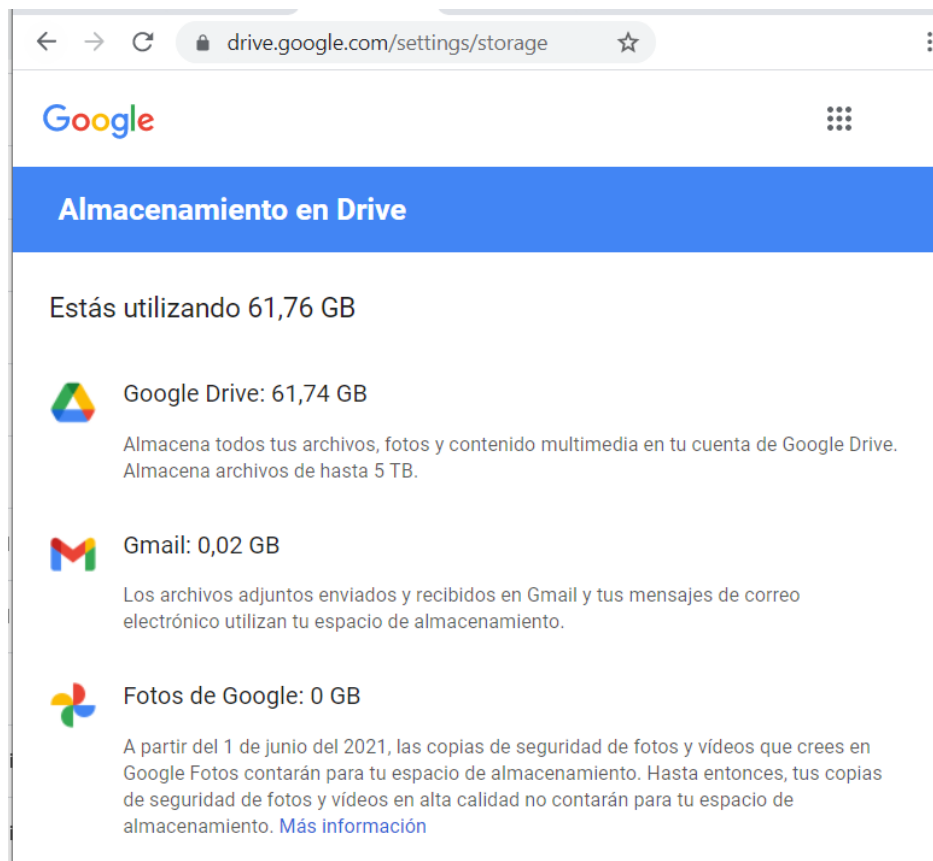 drive.google.com/settings/storage
Google
Almacenamiento en Drive
Estás utilizando 61,76 GB
Google Drive: 61,74 GB
Almacena todos tus archivos, fotos y contenido multimedia en tu cuenta de Google Drive.
Almacena archivos de hasta 5 TB.
Gmail: 0,02 GB
Los archivos adjuntos enviados y recibidos en Gmail y tus mensajes de correo
electrónico utilizan tu espacio de almacenamiento.
Fotos de Google: 0 GB
A partir del 1 de junio del 2021, las copias de seguridad de fotos y vídeos que crees en
Google Fotos contarán para tu espacio de almacenamiento. Hasta entonces, tus copias
de seguridad de fotos y vídeos en alta calidad no contarán para tu espacio de
almacenamiento. Más información